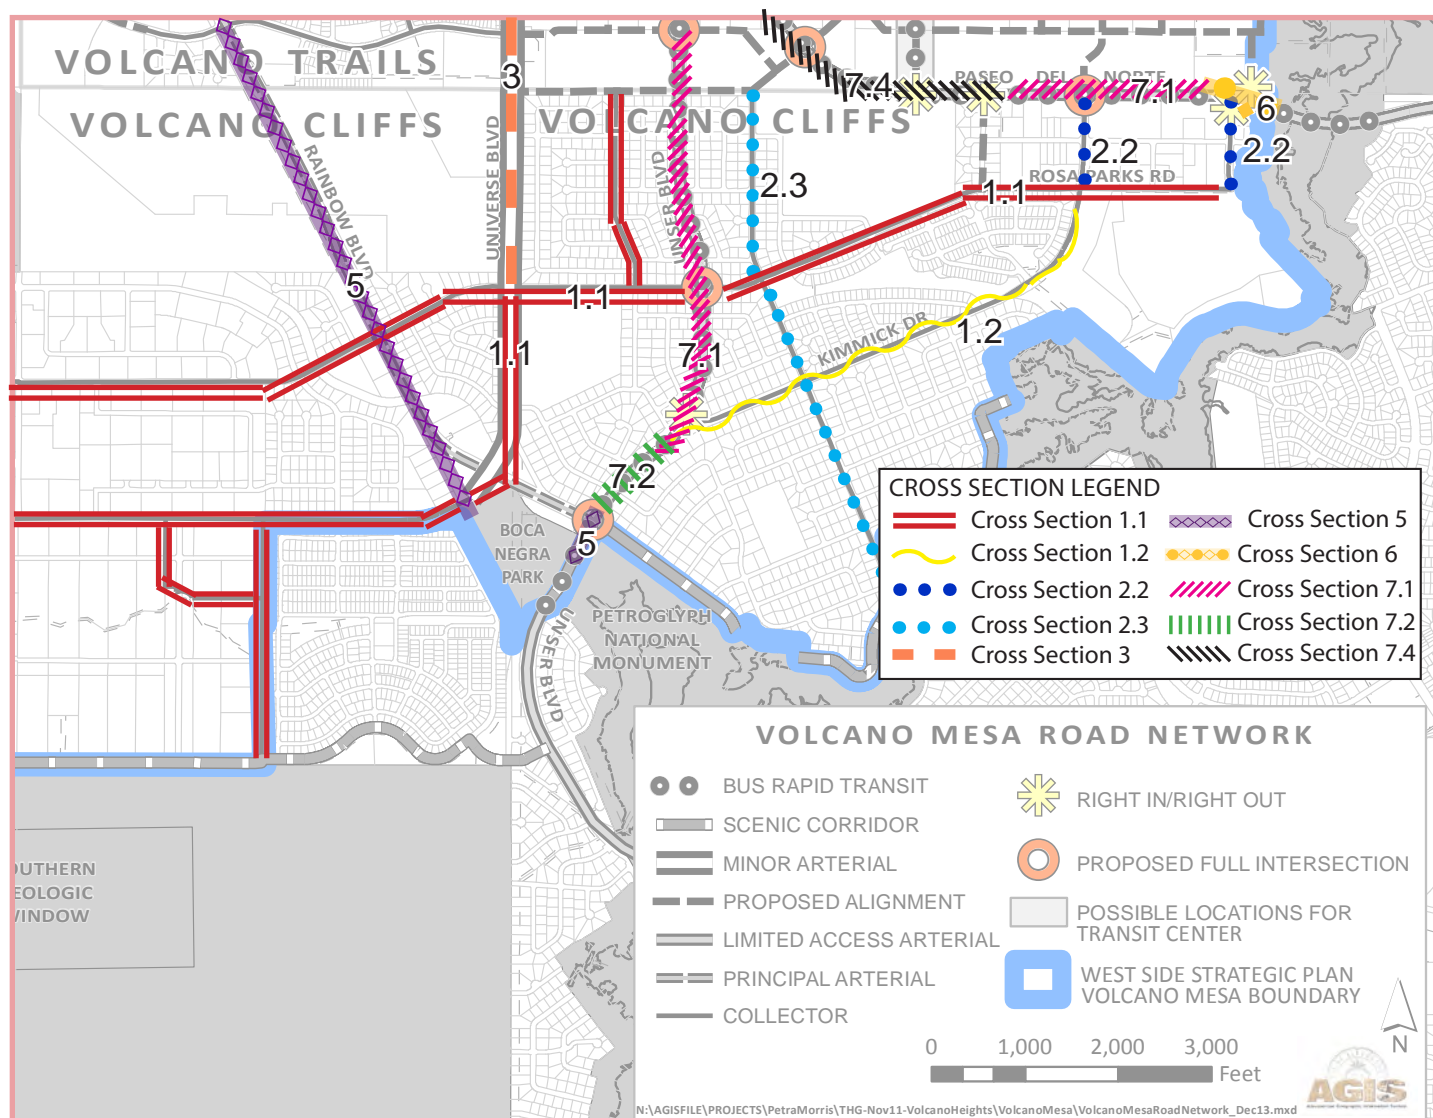 VOLCANO TRAILS
VOLCANO CLIFFS
VOLCANO CLIFFS
RAINBOW BLVD
5
3
UNIVERSE BLVD
UNSER BLVD
7.4
PASEO DEL NORTE
7.1
6
2.2
2.2
2.3
ROSA PARKS RD
1.1
1.1
1.1
7.1
KIMMICK DR
1.2
7.2
5
BOCA
NEGRA
PARK
UNSER BLVD
PETROGLYPH
NATIONAL
MONUMENT
CROSS SECTION LEGEND
Cross Section 1.1
Cross Section 1.2
Cross Section 2.2
Cross Section 2.3
Cross Section 3
Cross Section 5
Cross Section 6
Cross Section 7.1
Cross Section 7.2
Cross Section 7.4
OUTHERN
EOLOGIC
WINDOW
VOLCANO MESA ROAD NETWORK
BUS RAPID TRANSIT
SCENIC CORRIDOR
MINOR ARTERIAL
PROPOSED ALIGNMENT
LIMITED ACCESS ARTERIAL
PRINCIPAL ARTERIAL
COLLECTOR
RIGHT IN/RIGHT OUT
PROPOSED FULL INTERSECTION
POSSIBLE LOCATIONS FOR
TRANSIT CENTER
WEST SIDE STRATEGIC PLAN
VOLCANO MESA BOUNDARY
0 1,000 2,000 3,000
Feet
N
AGIS
N:\AGISFILE\PROJECTS\PetraMorris\THG-Nov11-VolcanoHeights\VolcanoMesa\VolcanoMesaRoadNetwork_Dec13.mxd